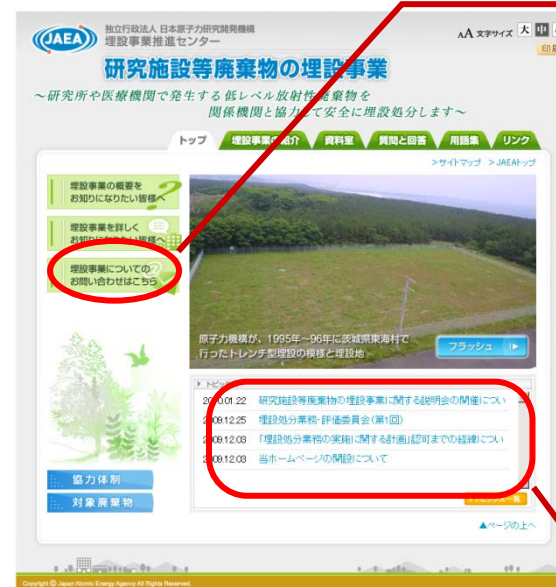 JAEA
独立行政法人 日本原子力研究開発機構
埋設事業推進センター
AA 文字サイズ 大 中
研究施設等廃棄物の埋設事業
～研究所や医療機関で発生する低レベル放射性廃棄物を
関係機関と協力して安全に埋設処分します～
トップ 埋設事業の紹介 資料室 質問と回答 用語集 リンク
>サイトマップ >JAEAトップ
埋設事業の概要を
お知りになりたい皆様へ
埋設事業を詳しく
お知りになりたい皆様へ
埋設事業についての
お問い合わせはこちら
原子力機構が、1995年～96年に茨城県東海村で
行ったトレンチ型埋設の模様と埋設地
フラッシュ
トピックス
2010.01.22 研究施設等廃棄物の埋設事業に関する説明会の開催につい
2009.12.25 埋設処分業務・評価委員会(第1回)
2009.12.03 「埋設処分業務の実施に関する計画」認可までの経緯につい
2009.12.03 当ホームページの開設について
協力体制
対象廃棄物
▲ページの上へ
Copyright © Japan Atomic Energy Agency All Rights Reserved.